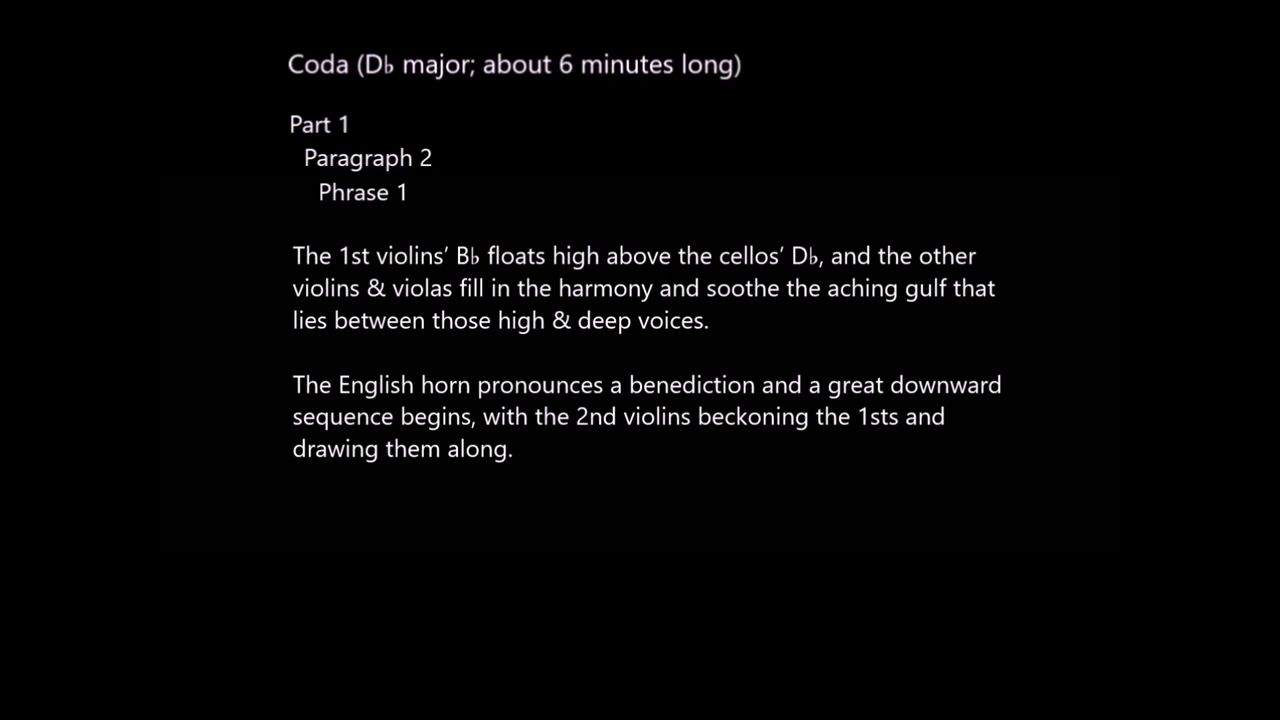 Coda (D♭ major; about 6 minutes long)
Part 1
Paragraph 2
Phrase 1
The 1st violins’ B♭ floats high above the cellos’ D♭, and the other
violins & violas fill in the harmony and soothe the aching gulf that
lies between those high & deep voices.
The English horn pronounces a benediction and a great downward
sequence begins, with the 2nd violins beckoning the 1sts and
drawing them along.